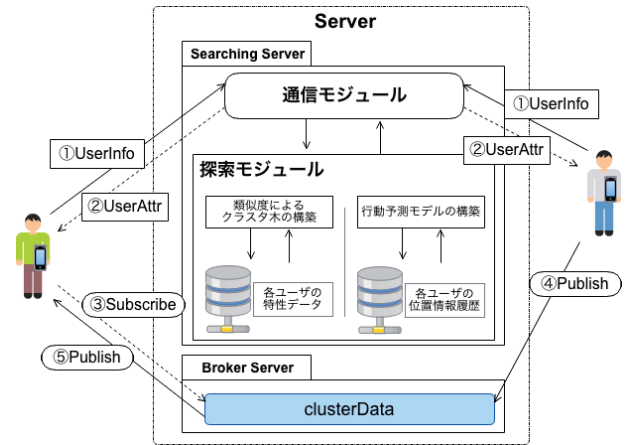 Server
Searching Server
通信モジュール
①UserInfo
①UserInfo
②UserAttr
②UserAttr
探索モジュール
類似度による
クラスタ木の構築
行動予測モデルの構築
各ユーザの
特性データ
各ユーザの
位置情報履歴
③Subscribe
④Publish
⑤Publish
Broker Server
clusterData